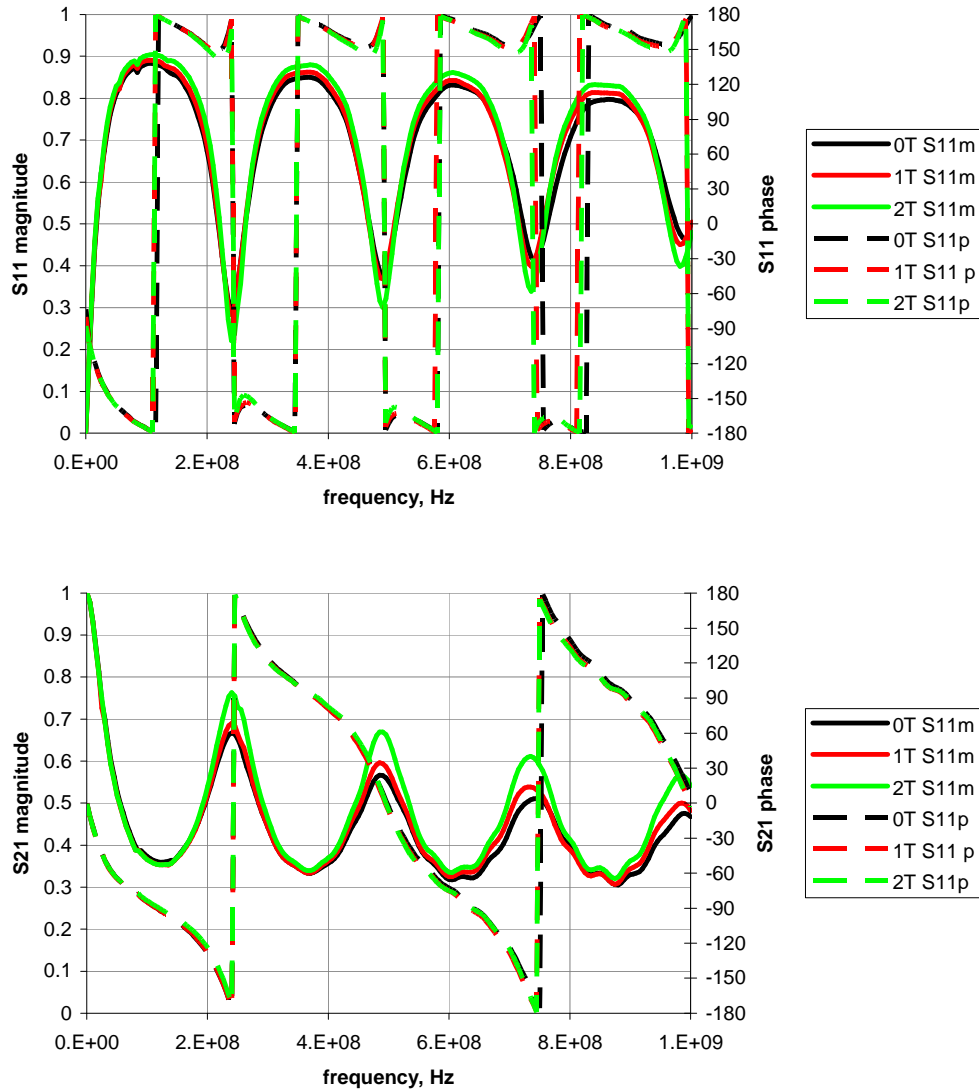 1
0.9
0.8
0.7
0.6
0.5
0.4
0.3
0.2
0.1
0
S11 magnitude
180
150
120
90
60
30
0
-30
-60
-90
-120
-150
-180
S11 phase
0.E+00
2.E+08
4.E+08
6.E+08
8.E+08
1.E+09
frequency, Hz
0T S11m
1T S11m
2T S11m
0T S11p
1T S11 p
2T S11p
1
0.9
0.8
0.7
0.6
0.5
0.4
0.3
0.2
0.1
0
S21 magnitude
180
150
120
90
60
30
0
-30
-60
-90
-120
-150
-180
S21 phase
0.E+00
2.E+08
4.E+08
6.E+08
8.E+08
1.E+09
frequency, Hz
0T S11m
1T S11m
2T S11m
0T S11p
1T S11 p
2T S11p